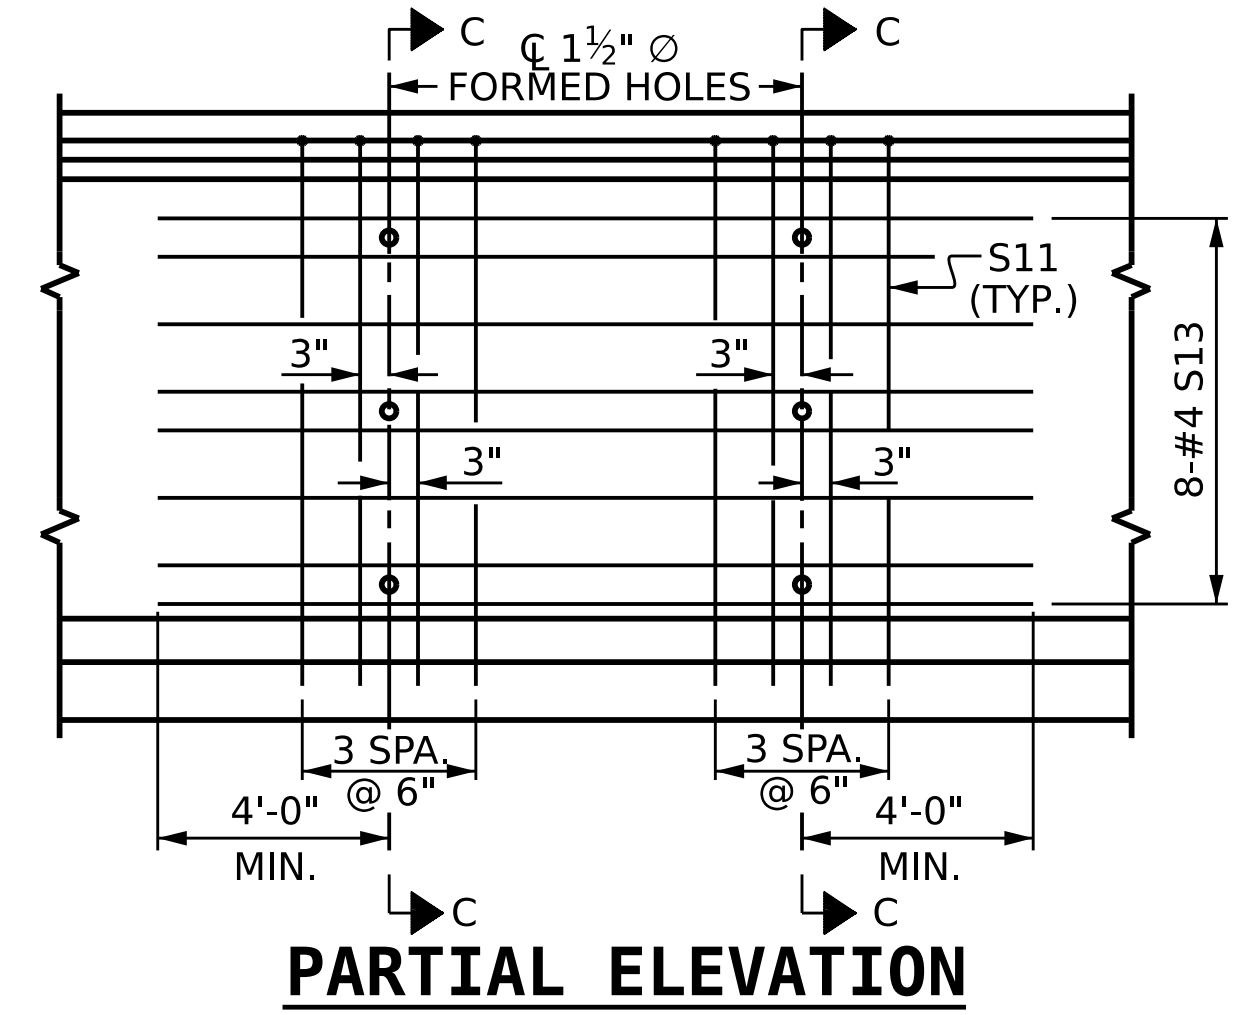 C
C
℄ 1½" ∅
FORMED HOLES
S11
(TYP.)
3"
3"
8-#4 S13
3"
3"
3 SPA.
@ 6"
3 SPA.
@ 6"
4'-0"
MIN.
4'-0"
MIN.
C
C
PARTIAL ELEVATION